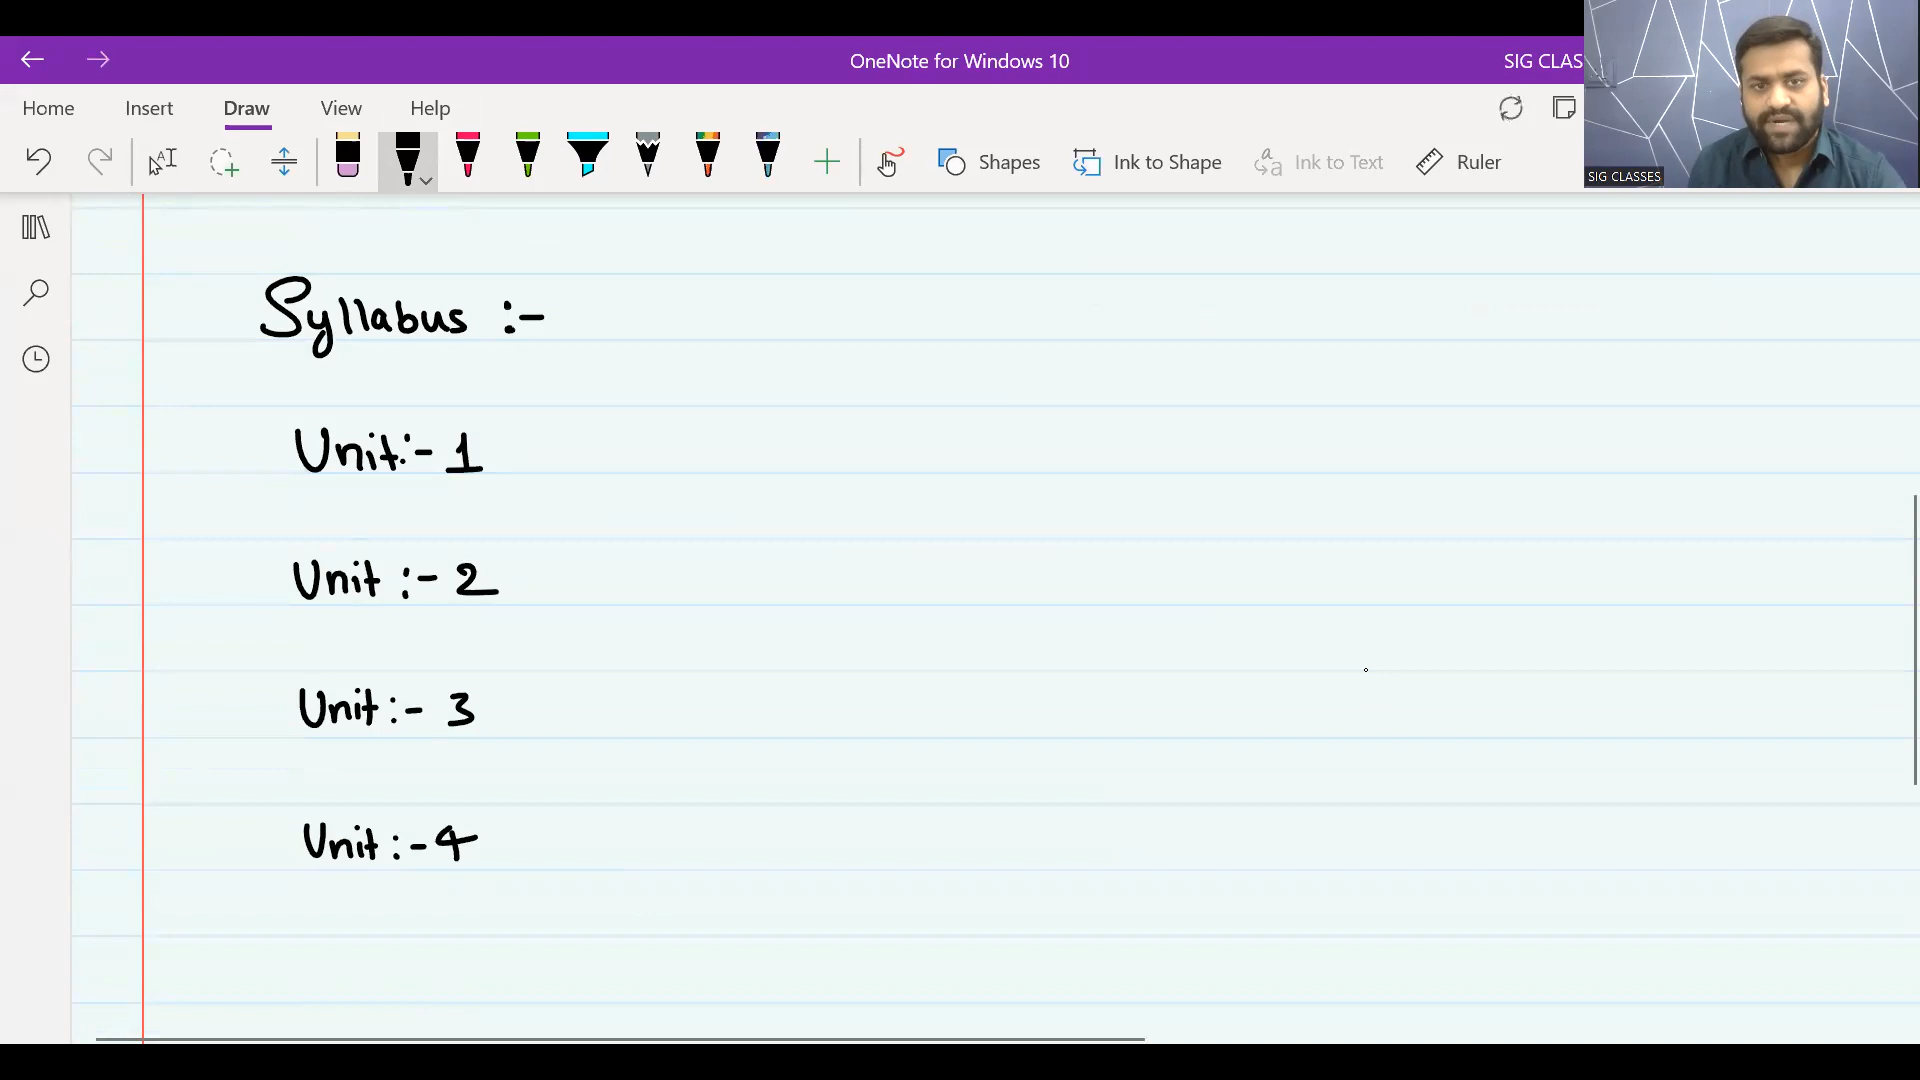 OneNote for Windows 10
SIG CLAS
Home Insert Draw View Help
Shapes Ink to Shape Ink to Text Ruler
SIG CLASSES
Syllabus :-
Unit:- 1
Unit :- 2
Unit :- 3
Unit :- 4